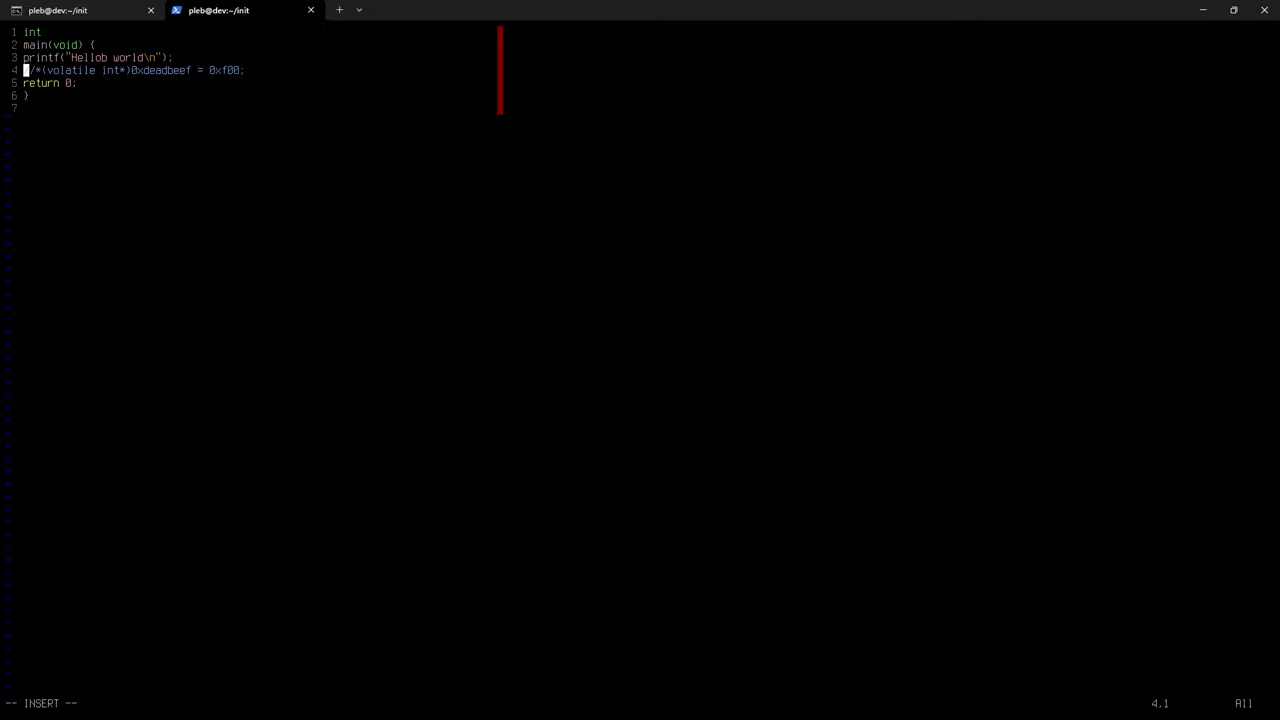 pleb@dev:~/init
pleb@dev:~/init
1 int
2 main(void) {
3 printf("Hellob world\n");
4 //*(volatile int*)0xdeadbeef = 0xf00;
5 return 0;
6 }
7
-- INSERT -- 4,1 All